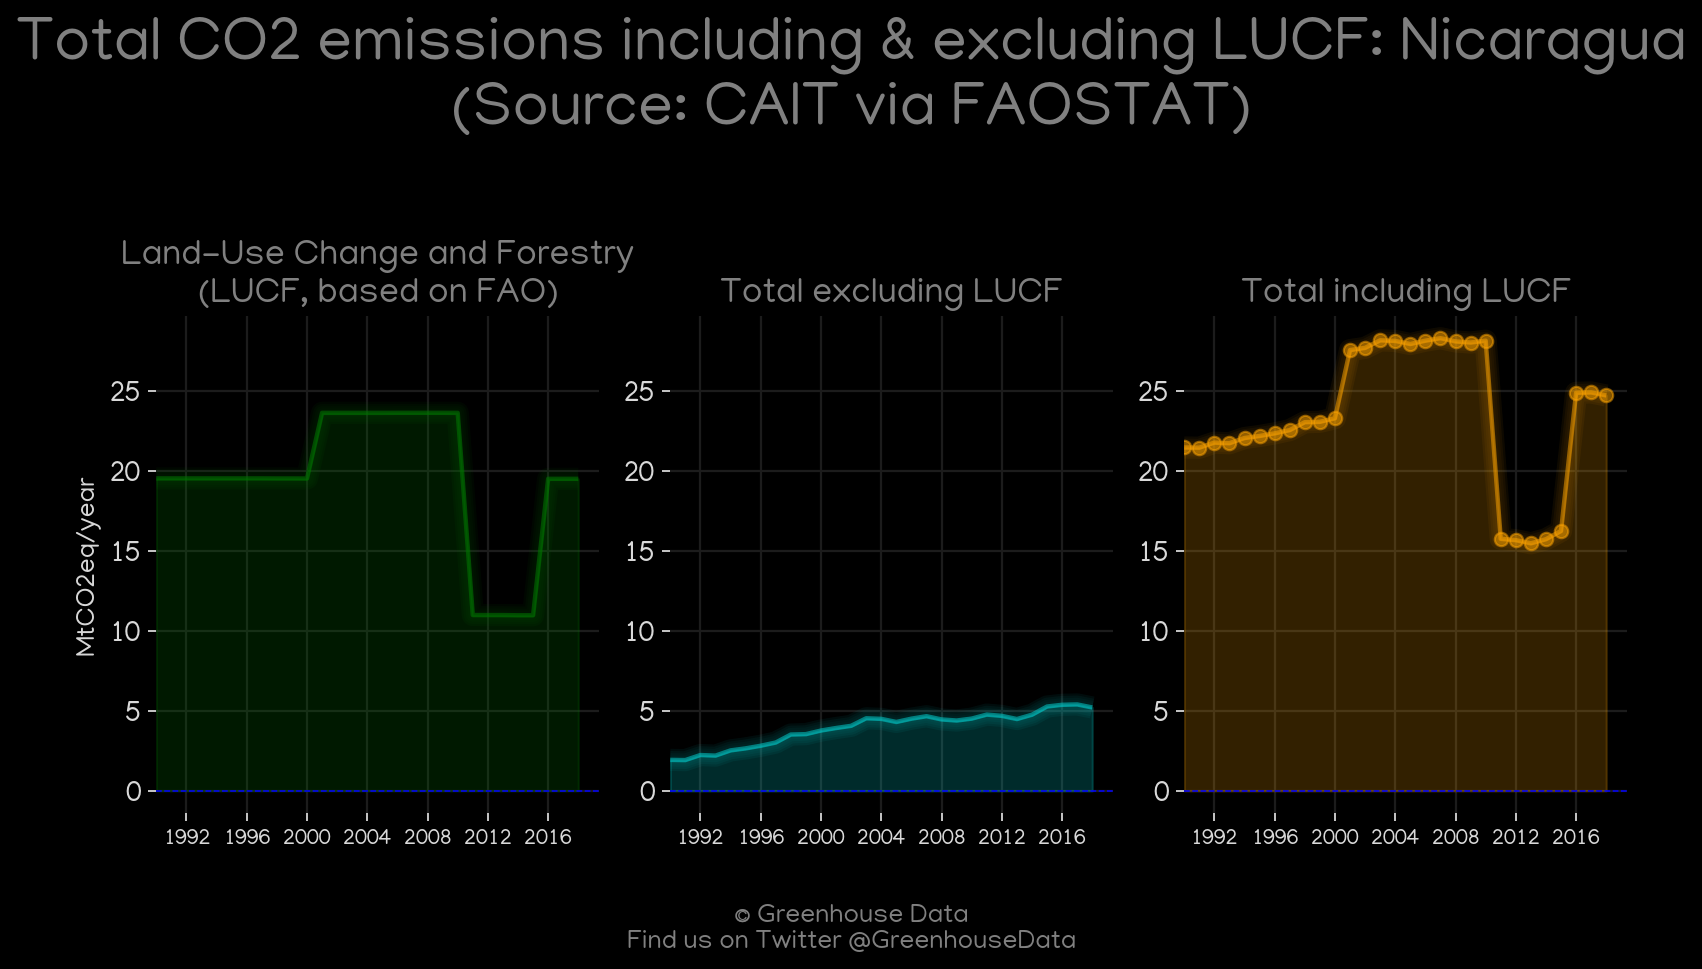 Total CO2 emissions including & excluding LUCF: Nicaragua
(Source: CAIT via FAOSTAT)
Land-Use Change and Forestry
(LUCF, based on FAO)
MtCO2eq/year
25
20
15
10
5
0
1992 1996 2000 2004 2008 2012 2016
Total excluding LUCF
25
20
15
10
5
0
1992 1996 2000 2004 2008 2012 2016
Total including LUCF
25
20
15
10
5
0
1992 1996 2000 2004 2008 2012 2016
© Greenhouse Data
Find us on Twitter @GreenhouseData